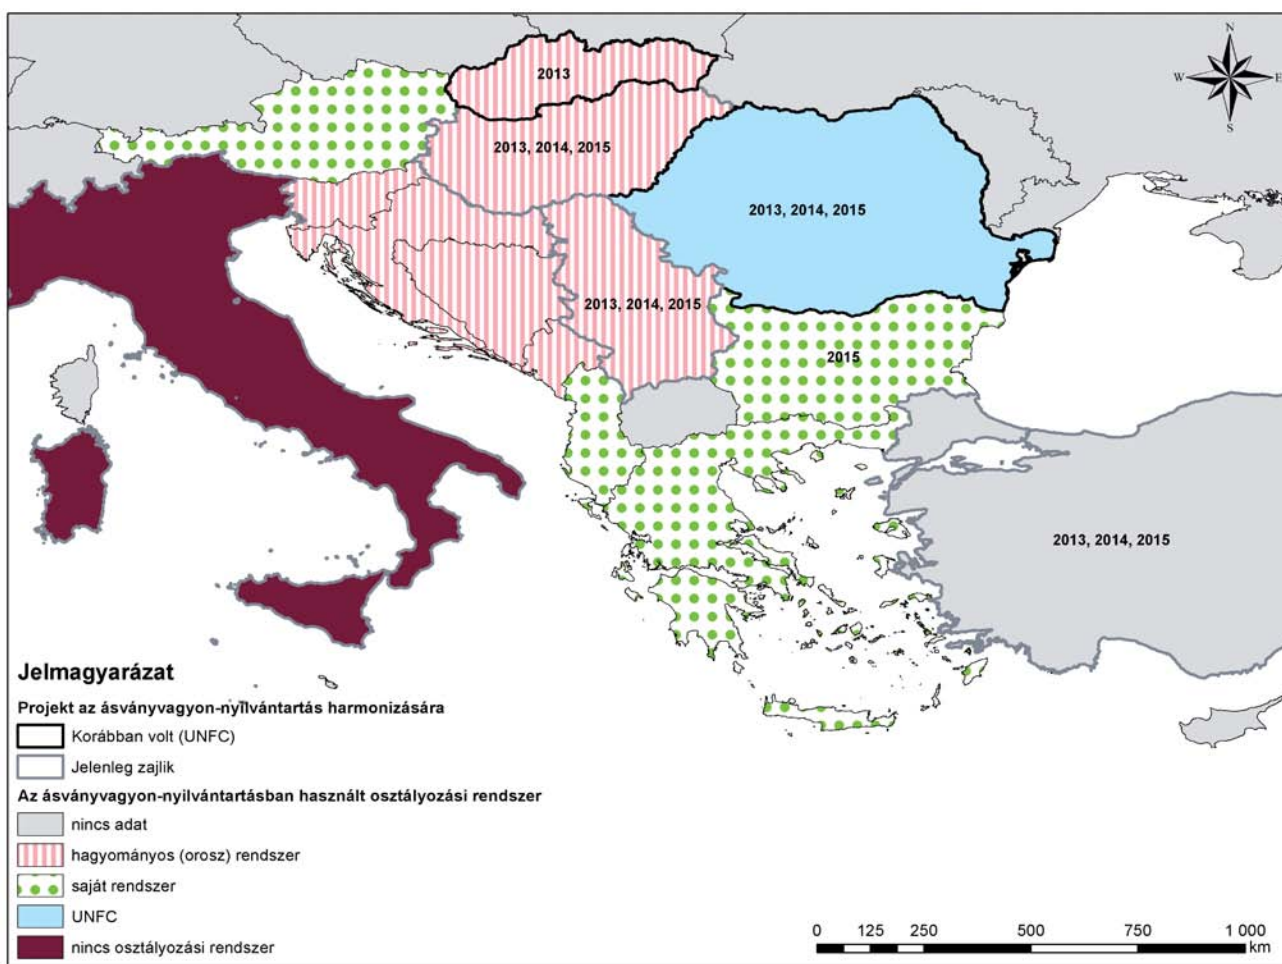 N
W
E
S
2013
2013, 2014, 2015
2013, 2014, 2015
2013, 2014, 2015
2015
2013, 2014, 2015
Jelmagyarázat
Projekt az ásványvagyon-nyilvántartás harmonizására
Korábban volt (UNFC)
Jelenleg zajlik
Az ásványvagyon-nyilvántartásban használt osztályozási rendszer
nincs adat
hagyományos (orosz) rendszer
saját rendszer
UNFC
nincs osztályozási rendszer
0 125 250 500 750 1 000
km